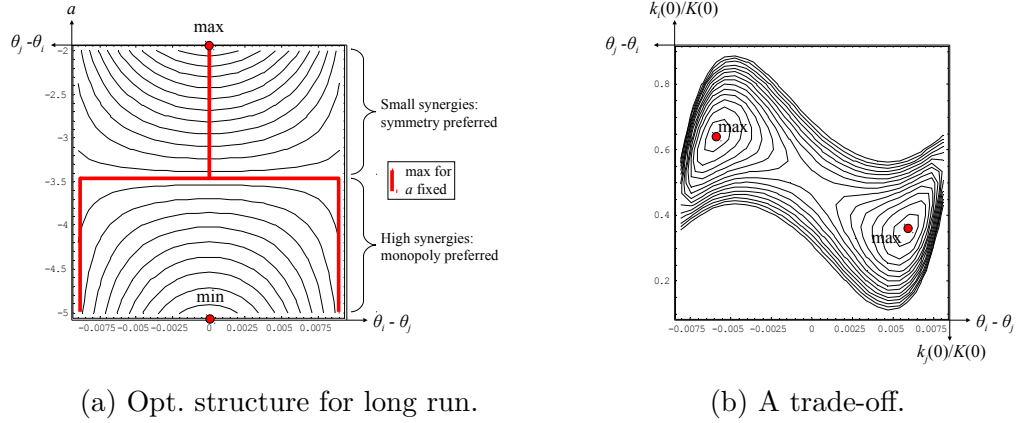 a
max
θj -θi
-2
-2.5
-3
-3.5
-4
-4.5
-5
Small synergies:
symmetry preferred
max for
a fixed
High synergies:
monopoly preferred
min
-0.0075 -0.005 -0.0025 0 0.0025 0.005 0.0075
θi - θj
(a) Opt. structure for long run.
ki(0)/K(0)
θj -θi
0.8
0.6
0.4
0.2
max
max
-0.0075 -0.005 -0.0025 0 0.0025 0.005 0.0075
θi - θj
kj(0)/K(0)
(b) A trade-off.